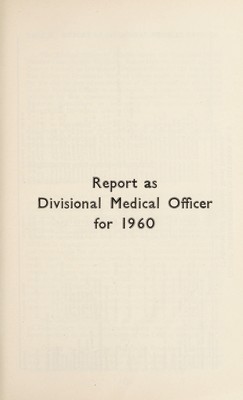 Report as
Divisional Medical Officer
for 1960